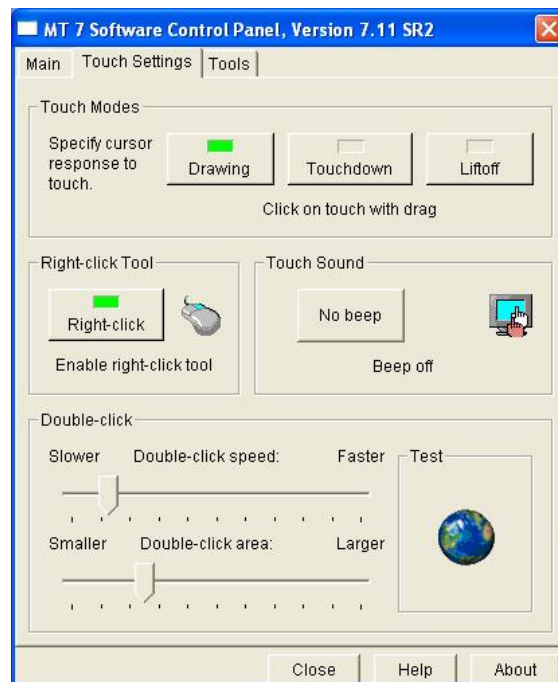 MT 7 Software Control Panel, Version 7.11 SR2
Main Touch Settings Tools
Touch Modes
Specify cursor
response to
touch.
Drawing Touchdown Liftoff
Click on touch with drag
Right-click Tool
Right-click
Enable right-click tool
Touch Sound
No beep
Beep off
Double-click
Slower Double-click speed: Faster
Smaller Double-click area: Larger
Test
Close Help About